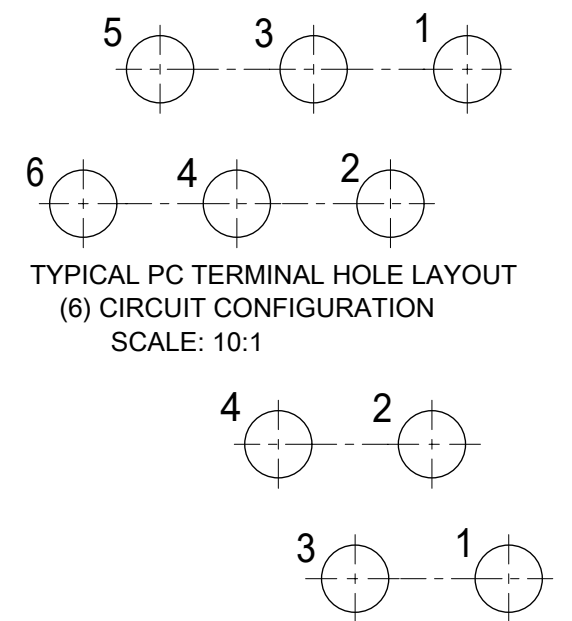 5 3 1
6 4 2
TYPICAL PC TERMINAL HOLE LAYOUT
(6) CIRCUIT CONFIGURATION
SCALE: 10:1
4 2
3 1